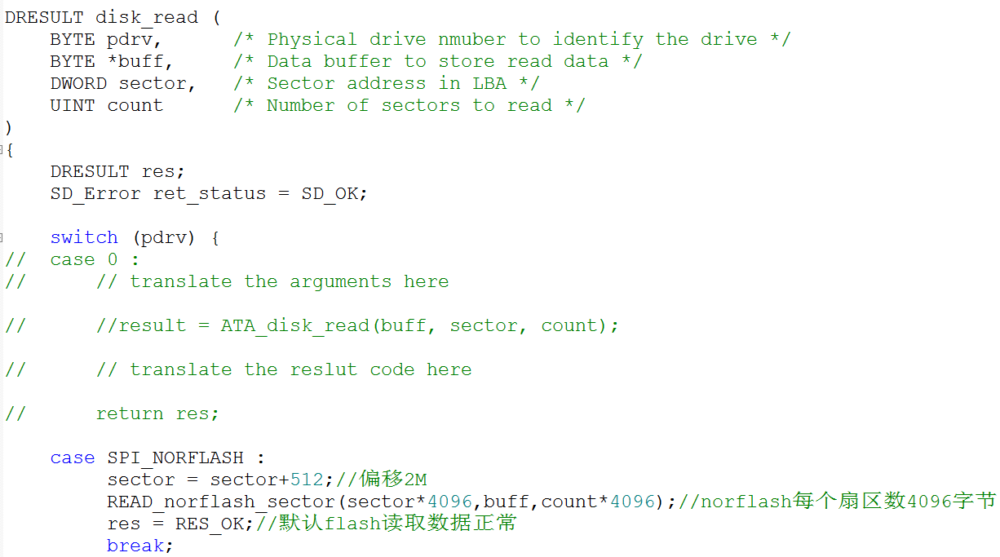 DRESULT disk_read (
    BYTE pdrv,      /* Physical drive nmuber to identify the drive */
    BYTE *buff,     /* Data buffer to store read data */
    DWORD sector,   /* Sector address in LBA */
    UINT count      /* Number of sectors to read */
)
{
    DRESULT res;
    SD_Error ret_status = SD_OK;
    switch (pdrv) {
//  case 0 :
//      // translate the arguments here
//      //result = ATA_disk_read(buff, sector, count);
//      // translate the reslut code here
//      return res;
    case SPI_NORFLASH :
         sector = sector+512;//偏移2M
         READ_norflash_sector(sector*4096,buff,count*4096);//norflash每个扇区数4096字节
         res = RES_OK;//默认flash读取数据正常
         break;